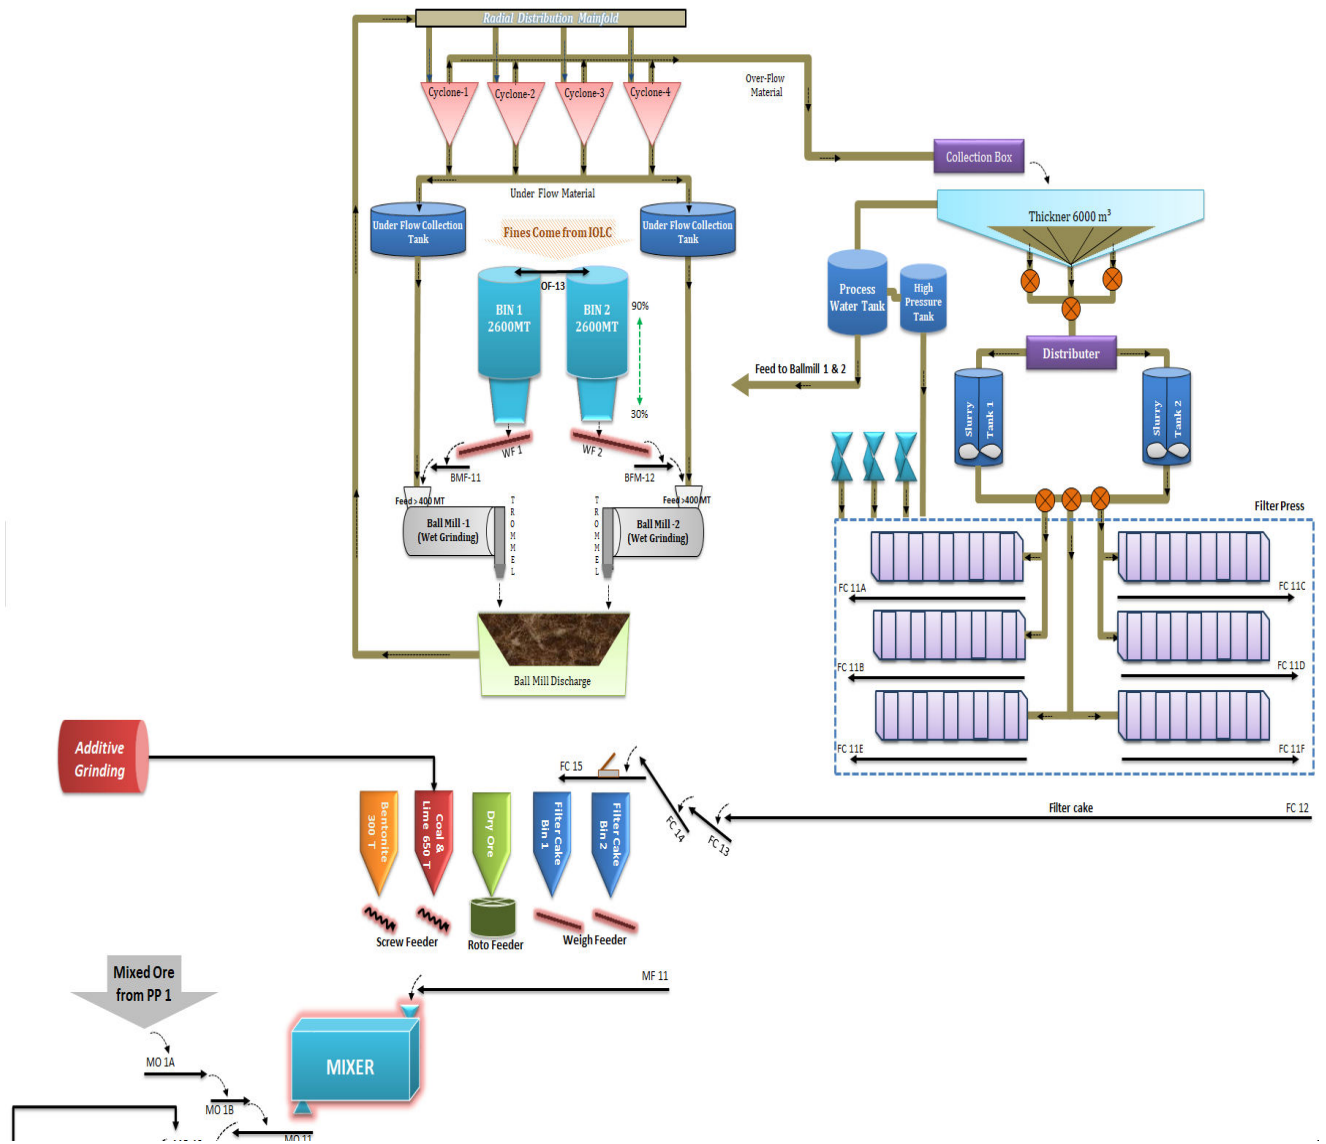 Radial Distribution Mainfold
Cyclone-1
Cyclone-2
Cyclone-3
Cyclone-4
Over-Flow
Material
Collection Box
Under Flow Material
Under Flow Collection
Tank
Under Flow Collection
Tank
Fines Come from IOLC
Thickner 6000 m³
OF-13
BIN 1
2600MT
BIN 2
2600MT
90%
30%
Process
Water Tank
High
Pressure
Tank
Distributer
Feed to Ballmill 1 & 2
Slurry
Tank 1
Slurry
Tank 2
WF 1
WF 2
BMF-11
BFM-12
Feed > 400 MT
Feed >400 MT
Ball Mill -1
(Wet Grinding)
TROMMEL
TROMMEL
Ball Mill -2
(Wet Grinding)
Filter Press
FC 11A
FC 11C
FC 11B
FC 11D
FC 11E
FC 11F
Ball Mill Discharge
Additive
Grinding
FC 15
FC 14
FC 13
Filter cake
FC 12
Bentonite
300 T
Coal &
Lime 650 T
Dry Ore
Filter Cake
Bin 1
Filter Cake
Bin 2
Screw Feeder
Roto Feeder
Weigh Feeder
Mixed Ore
from PP 1
MF 11
MIXER
MO 1A
MO 1B
MO 11